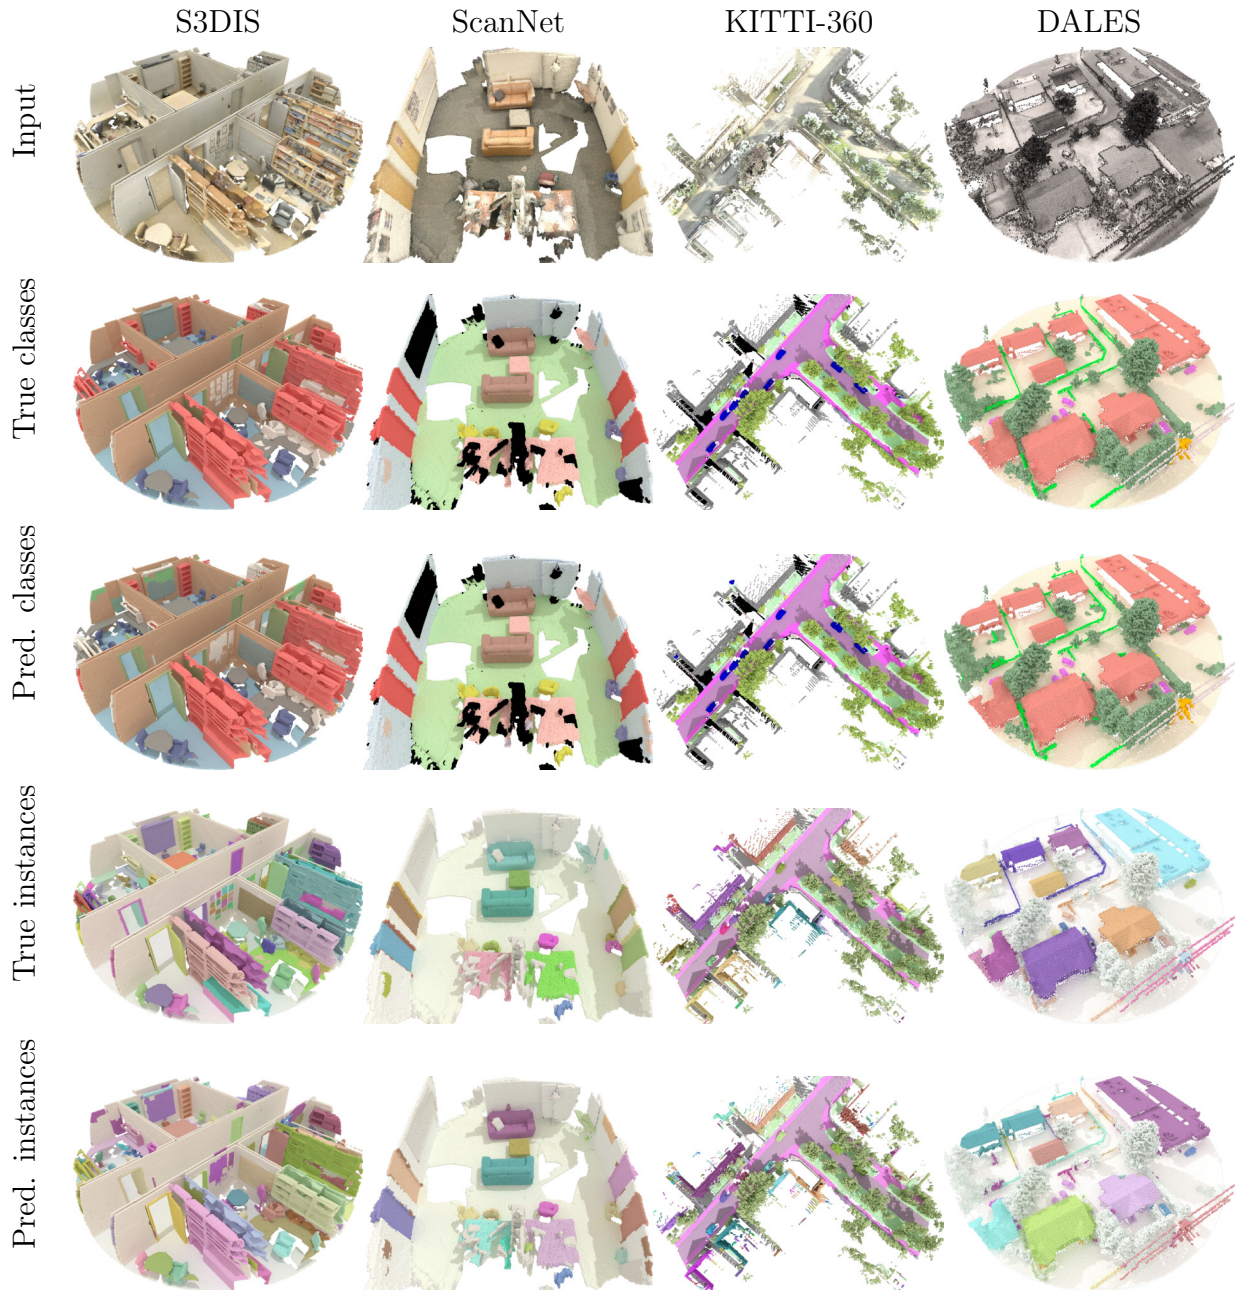 S3DIS ScanNet KITTI-360 DALES
Input
True classes
Pred. classes
True instances
Pred. instances